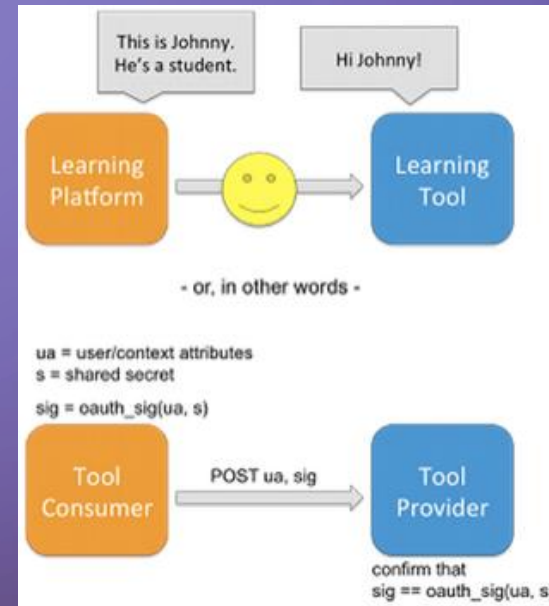 This is Johnny.
He's a student.
Hi Johnny!
Learning
Platform
Learning
Tool
- or, in other words -
ua = user/context attributes
s = shared secret
sig = oauth_sig(ua, s)
Tool
Consumer
POST ua, sig
Tool
Provider
confirm that
sig == oauth_sig(ua, s